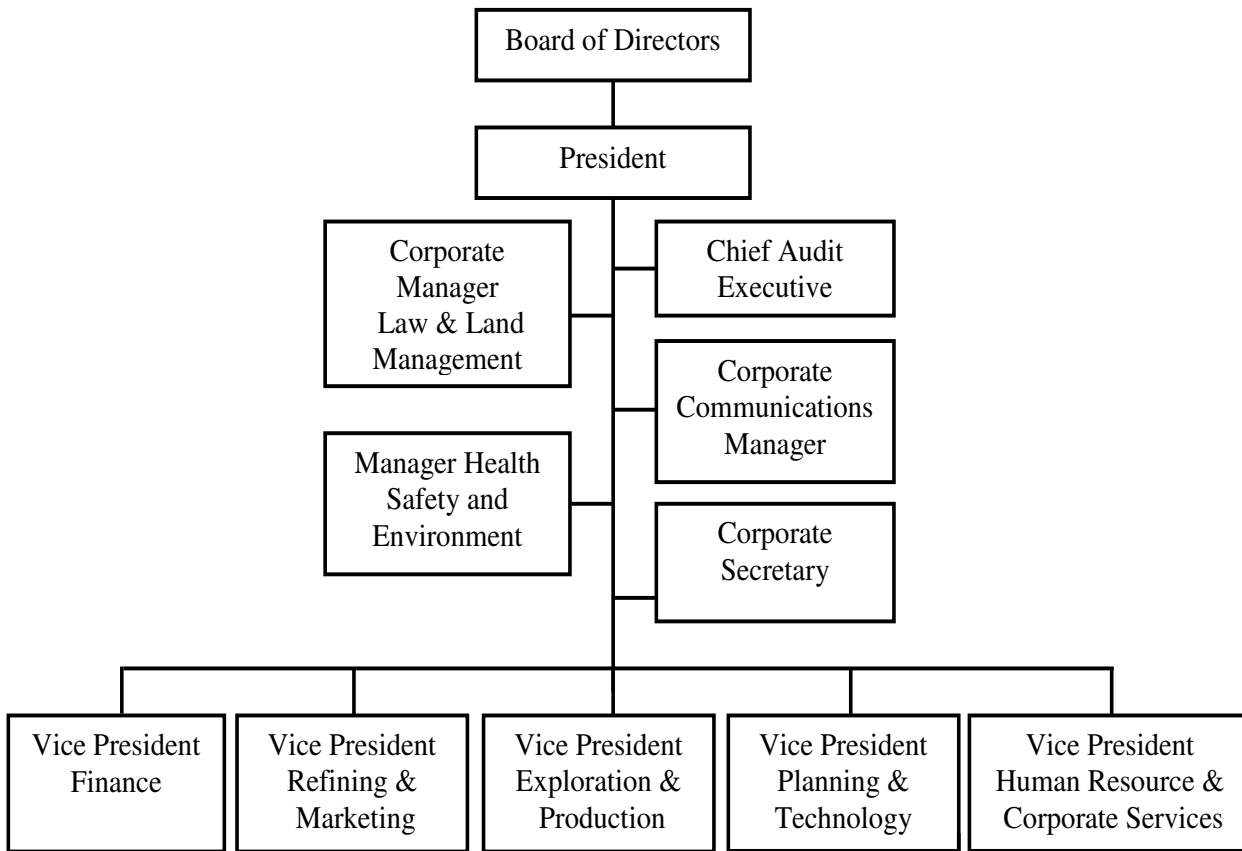 Board of Directors
President
Corporate
Manager
Law & Land
Management
Chief Audit
Executive
Corporate
Communications
Manager
Manager Health
Safety and
Environment
Corporate
Secretary
Vice President
Finance
Vice President
Refining &
Marketing
Vice President
Exploration &
Production
Vice President
Planning &
Technology
Vice President
Human Resource &
Corporate Services